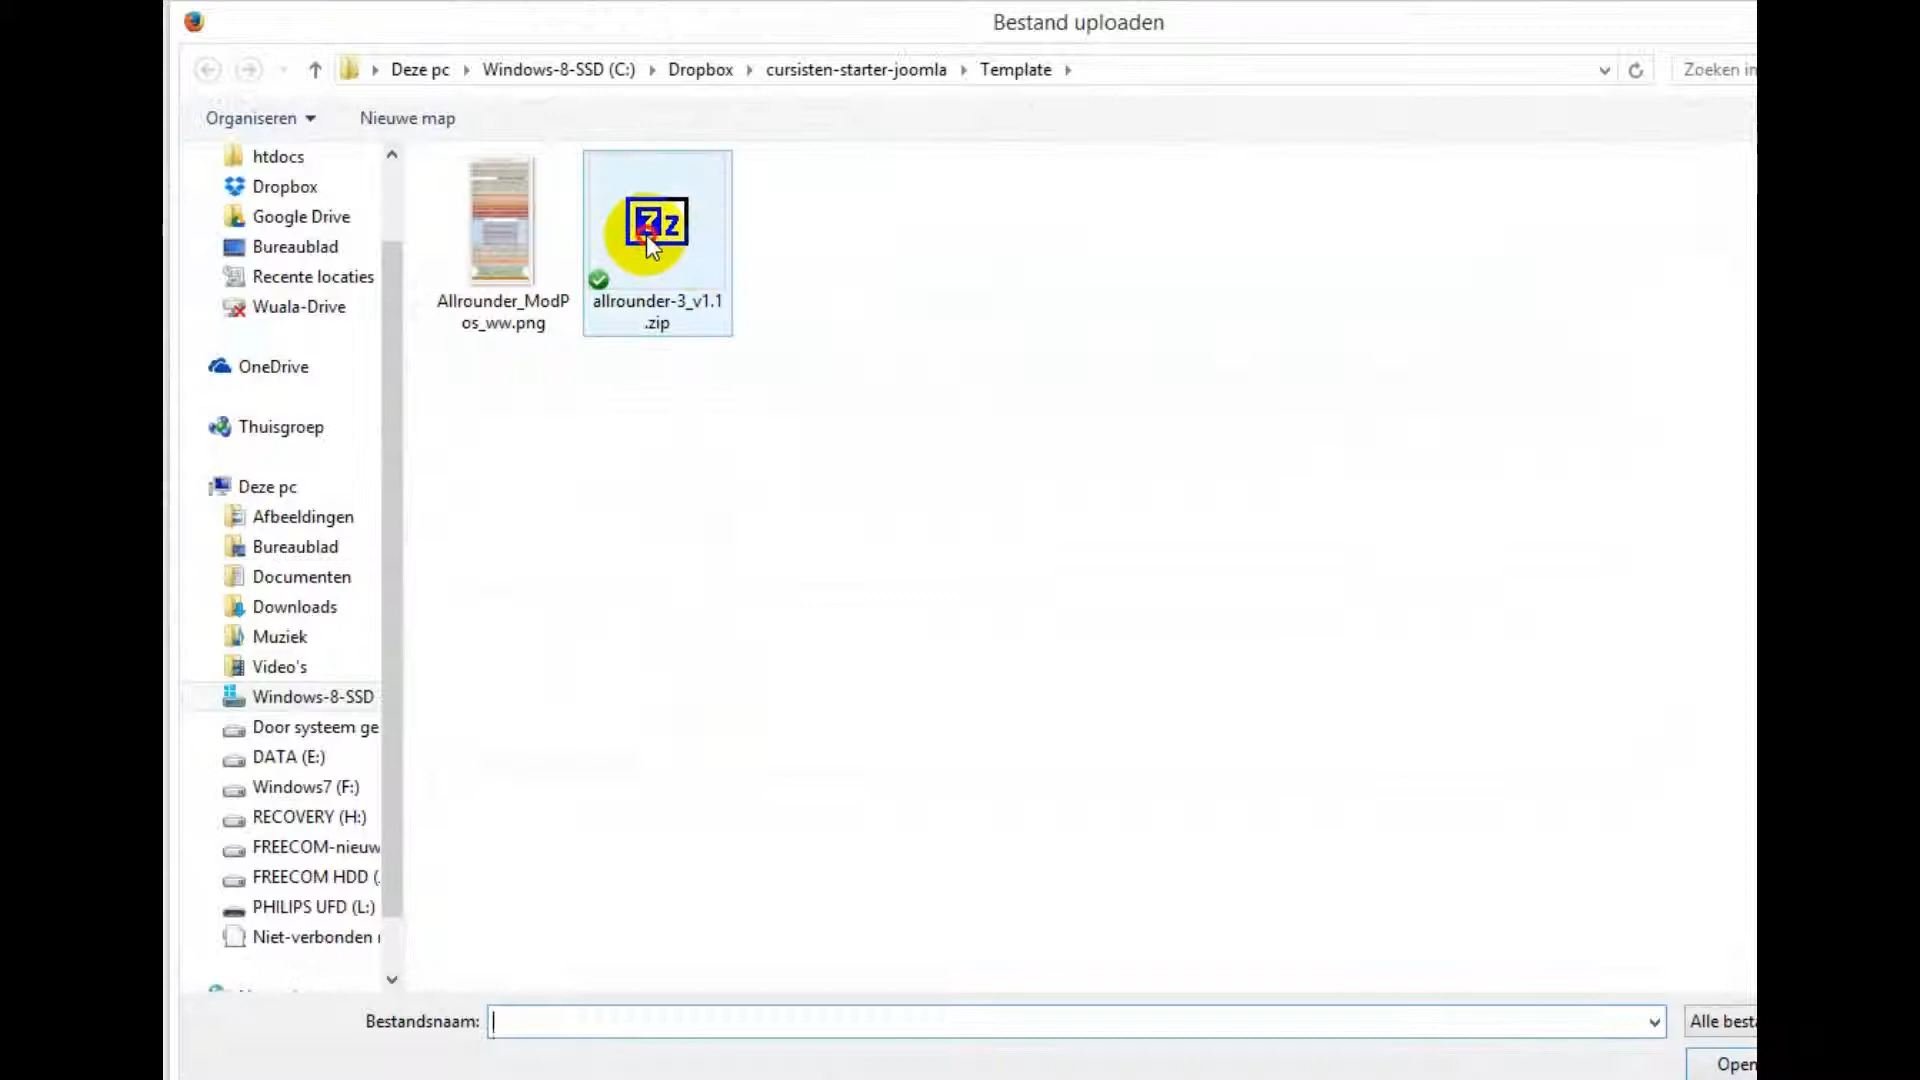 Bestand uploaden
Deze pc Windows-8-SSD (C:) Dropbox cursisten-starter-joomla Template
Zoeken in
Organiseren Nieuwe map
htdocs
Dropbox
Google Drive
Bureaublad
Recente locaties
Wuala-Drive
OneDrive
Thuisgroep
Deze pc
Afbeeldingen
Bureaublad
Documenten
Downloads
Muziek
Video's
Windows-8-SSD
Door systeem ge
DATA (E:)
Windows7 (F:)
RECOVERY (H:)
FREECOM-nieuw
FREECOM HDD (
PHILIPS UFD (L:)
Niet-verbonden
Allrounder_ModP
os_ww.png
allrounder-3_v1.1
.zip
Bestandsnaam:
Alle besta
Open